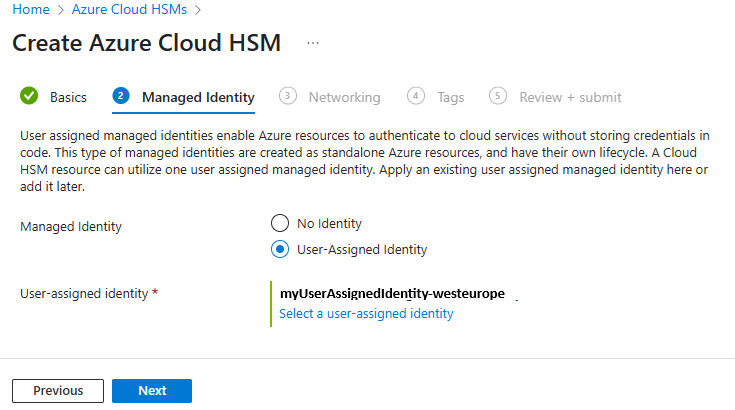 Home > Azure Cloud HSMs >
Create Azure Cloud HSM ...
Basics 2 Managed Identity 3 Networking 4 Tags 5 Review + submit
User assigned managed identities enable Azure resources to authenticate to cloud services without storing credentials in
code. This type of managed identities are created as standalone Azure resources, and have their own lifecycle. A Cloud
HSM resource can utilize one user assigned managed identity. Apply an existing user assigned managed identity here or
add it later.
Managed Identity
No Identity
User-Assigned Identity
User-assigned identity *
myUserAssignedIdentity-westeurope
Select a user-assigned identity
Previous Next